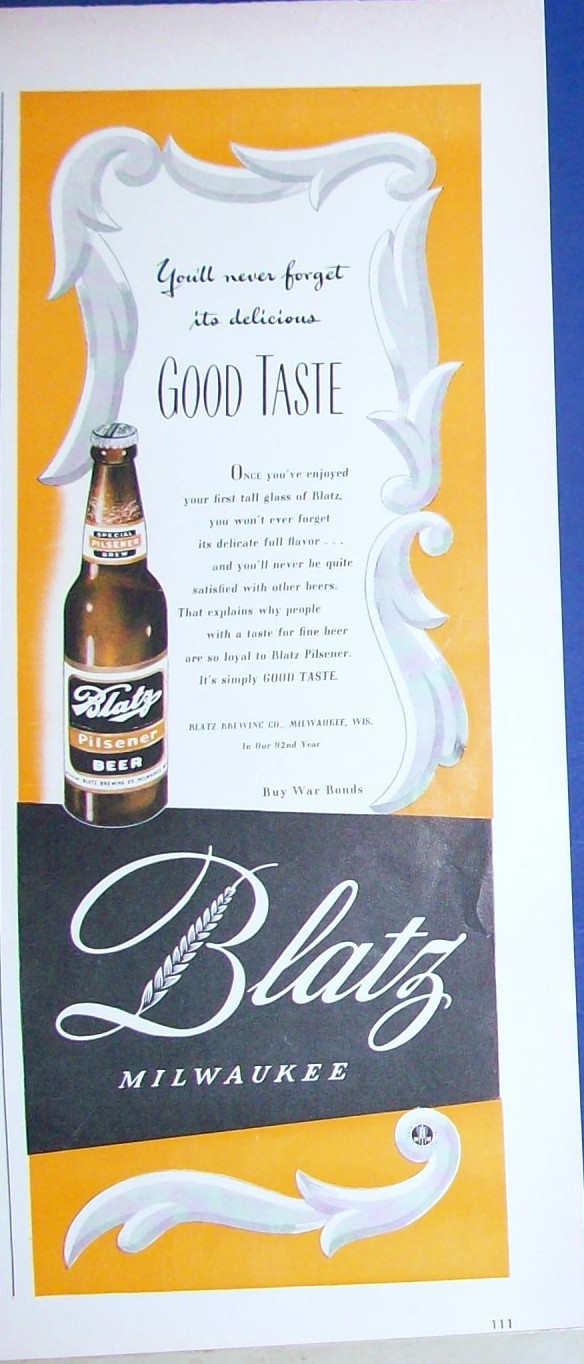 You'll never forget
its delicious
GOOD TASTE
ONCE you've enjoyed
your first tall glass of Blatz,
you won't ever forget
its delicate full flavor . . .
and you'll never be quite
satisfied with other beers.
That explains why people
with a taste for fine beer
are so loyal to Blatz Pilsener.
It's simply GOOD TASTE.
BLATZ BREWING CO., MILWAUKEE, WIS.
In Our 92nd Year
Buy War Bonds
SPECIAL
PILSENER
BREW
Blatz
Pilsener
BEER
BLATZ BREWING CO. MILWAUKEE
Blatz
MILWAUKEE
111